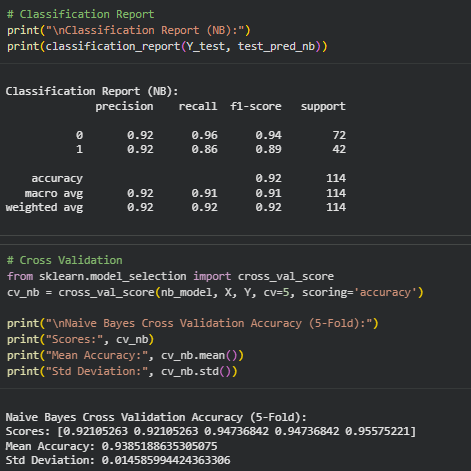 # Classification Report
print("\nClassification Report (NB):")
print(classification_report(Y_test, test_pred_nb))
Classification Report (NB):
precision recall f1-score support
0 0.92 0.96 0.94 72
1 0.92 0.86 0.89 42
accuracy 0.92 114
macro avg 0.92 0.91 0.91 114
weighted avg 0.92 0.92 0.92 114
# Cross Validation
from sklearn.model_selection import cross_val_score
cv_nb = cross_val_score(nb_model, X, Y, cv=5, scoring='accuracy')
print("\nNaive Bayes Cross Validation Accuracy (5-Fold):")
print("Scores:", cv_nb)
print("Mean Accuracy:", cv_nb.mean())
print("Std Deviation:", cv_nb.std())
Naive Bayes Cross Validation Accuracy (5-Fold):
Scores: [0.92105263 0.92105263 0.94736842 0.94736842 0.95575221]
Mean Accuracy: 0.9385188635305075
Std Deviation: 0.014585994424363306